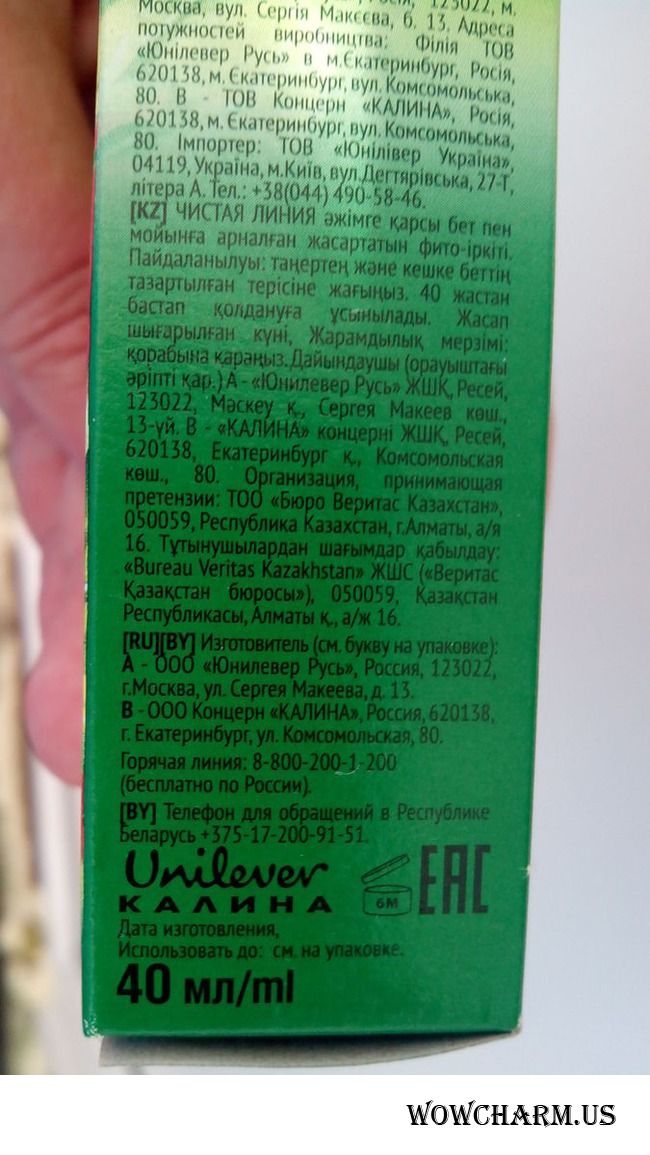 Москва, вул. Сергія Макєєва, б. 13. Адреса
потужностей виробництва: Філія ТОВ
«Юнілевер Русь» в м.Єкатеринбург, Росія,
620138, м. Єкатеринбург, вул. Комсомольська,
80. В - ТОВ Концерн «КАЛИНА», Росія,
620138, м. Єкатеринбург, вул. Комсомольська,
80. Імпортер: ТОВ «Юнілівер Україна»,
04119, Україна, м.Київ, вул.Дегтярівська, 27-Т,
літера А. Тел.: +38(044) 490-58-46.
[KZ] ЧИСТАЯ ЛИНИЯ әжімге қарсы бет пен
мойынға арналған жасартатын фито-іркіті.
Пайдаланылуы: таңертең және кешке беттің
тазартылған терісіне жағыңыз. 40 жастан
бастап қолдануға ұсынылады. Жасап
шығарылған күні, Жарамдылық мерзімі:
қорабына қараңыз.Дайындаушы (орауыштағы
әріпті қар.) А - «Юнилевер Русь» ЖШҚ, Ресей,
123022, Мәскеу қ., Сергея Макеев көш.,
13-үй. В - «КАЛИНА» концерні ЖШҚ, Ресей,
620138, Екатеринбург қ., Комсомольская
көш., 80. Организация, принимающая
претензии: ТОО «Бюро Веритас Казахстан»,
050059, Республика Казахстан, г.Алматы, а/я
16. Тұтынушылардан шағымдар қабылдау:
«Bureau Veritas Kazakhstan» ЖШС («Веритас
Қазақстан бюросы»), 050059, Қазақстан
Республикасы, Алматы қ., а/ж 16.
[RU][BY] Изготовитель (см. букву на упаковке):
А - ООО «Юнилевер Русь», Россия, 123022,
г.Москва, ул. Сергея Макеева, д. 13.
В - ООО Концерн «КАЛИНА», Россия, 620138,
г. Екатеринбург, ул. Комсомольская, 80.
Горячая линия: 8-800-200-1-200
(бесплатно по России).
[BY] Телефон для обращений в Республике
Беларусь +375-17-200-91-51.
Unilever
КАЛИНА
6М
EAC
Дата изготовления,
Использовать до: см. на упаковке.
40 мл/ml
WOWCHARM.US